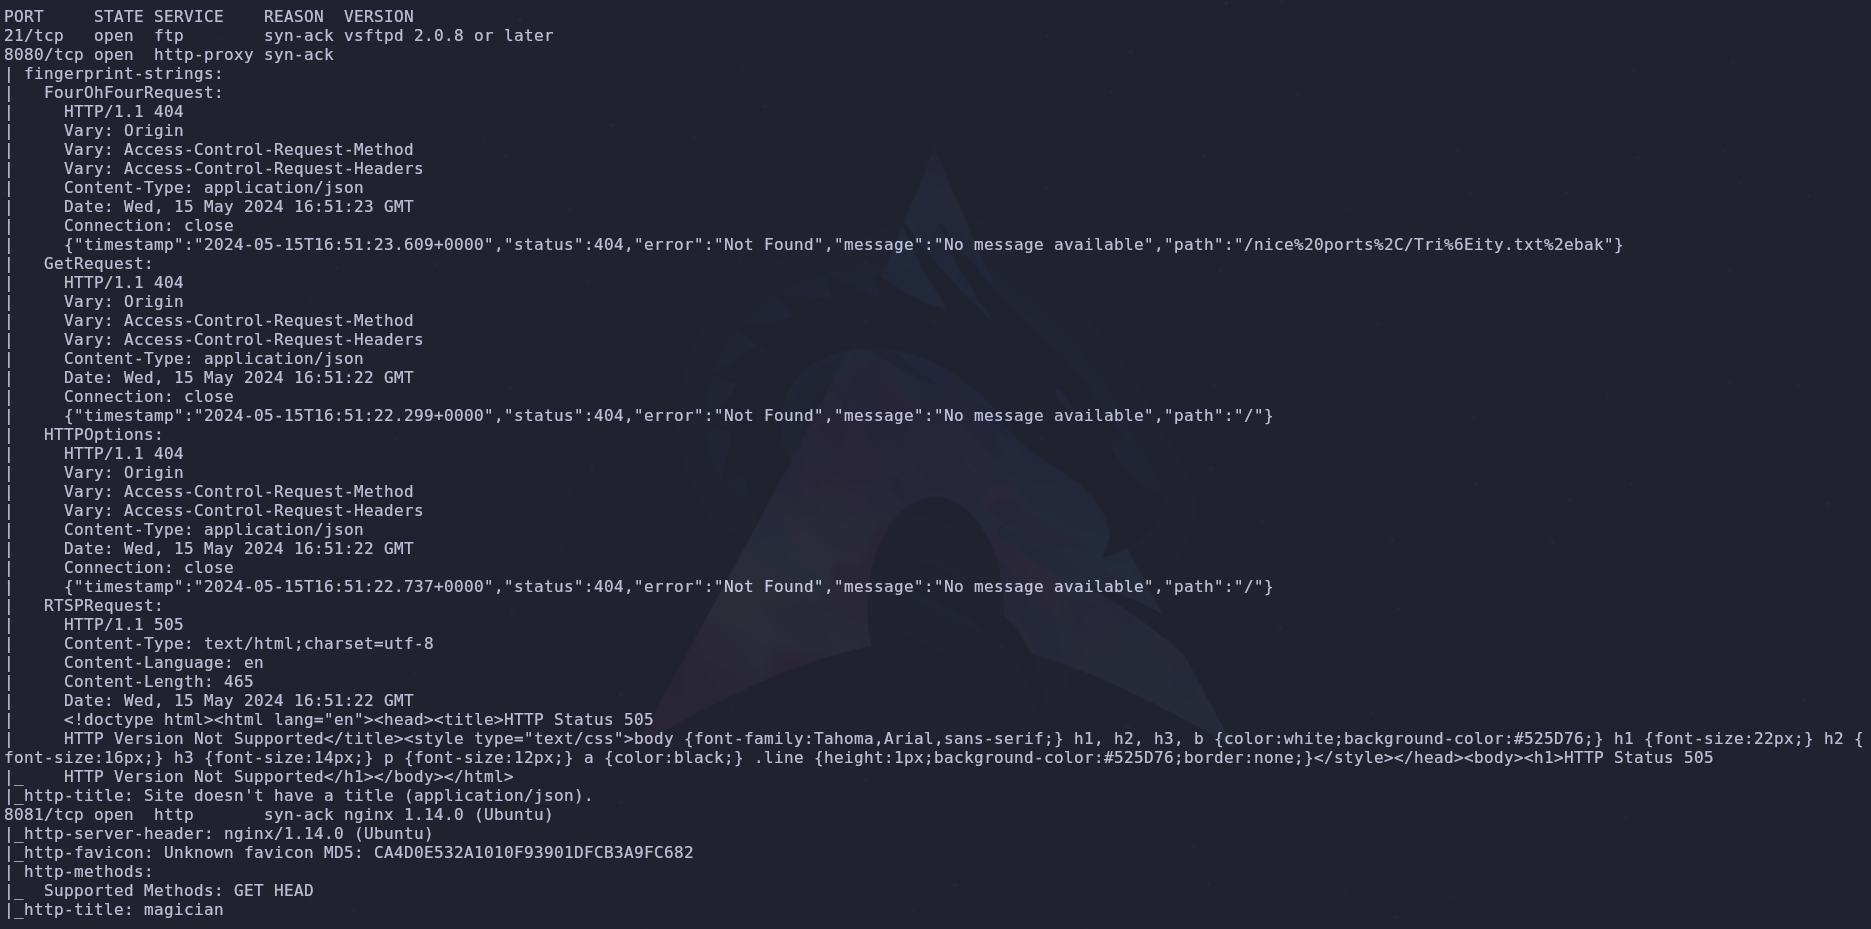 PORT     STATE SERVICE    REASON  VERSION
21/tcp   open  ftp        syn-ack vsftpd 2.0.8 or later
8080/tcp open  http-proxy syn-ack
| fingerprint-strings:
|   FourOhFourRequest:
|     HTTP/1.1 404
|     Vary: Origin
|     Vary: Access-Control-Request-Method
|     Vary: Access-Control-Request-Headers
|     Content-Type: application/json
|     Date: Wed, 15 May 2024 16:51:23 GMT
|     Connection: close
|     {"timestamp":"2024-05-15T16:51:23.609+0000","status":404,"error":"Not Found","message":"No message available","path":"/nice%20ports%2C/Tri%6Eity.txt%2ebak"}
|   GetRequest:
|     HTTP/1.1 404
|     Vary: Origin
|     Vary: Access-Control-Request-Method
|     Vary: Access-Control-Request-Headers
|     Content-Type: application/json
|     Date: Wed, 15 May 2024 16:51:22 GMT
|     Connection: close
|     {"timestamp":"2024-05-15T16:51:22.299+0000","status":404,"error":"Not Found","message":"No message available","path":"/"}
|   HTTPOptions:
|     HTTP/1.1 404
|     Vary: Origin
|     Vary: Access-Control-Request-Method
|     Vary: Access-Control-Request-Headers
|     Content-Type: application/json
|     Date: Wed, 15 May 2024 16:51:22 GMT
|     Connection: close
|     {"timestamp":"2024-05-15T16:51:22.737+0000","status":404,"error":"Not Found","message":"No message available","path":"/"}
|   RTSPRequest:
|     HTTP/1.1 505
|     Content-Type: text/html;charset=utf-8
|     Content-Language: en
|     Content-Length: 465
|     Date: Wed, 15 May 2024 16:51:22 GMT
|     <!doctype html><html lang="en"><head><title>HTTP Status 505
|     HTTP Version Not Supported</title><style type="text/css">body {font-family:Tahoma,Arial,sans-serif;} h1, h2, h3, b {color:white;background-color:#525D76;} h1 {font-size:22px;} h2 {
font-size:16px;} h3 {font-size:14px;} p {font-size:12px;} a {color:black;} .line {height:1px;background-color:#525D76;border:none;}</style></head><body><h1>HTTP Status 505
|_    HTTP Version Not Supported</h1></body></html>
|_http-title: Site doesn't have a title (application/json).
8081/tcp open  http       syn-ack nginx 1.14.0 (Ubuntu)
|_http-server-header: nginx/1.14.0 (Ubuntu)
|_http-favicon: Unknown favicon MD5: CA4D0E532A1010F93901DFCB3A9FC682
| http-methods:
|_  Supported Methods: GET HEAD
|_http-title: magician